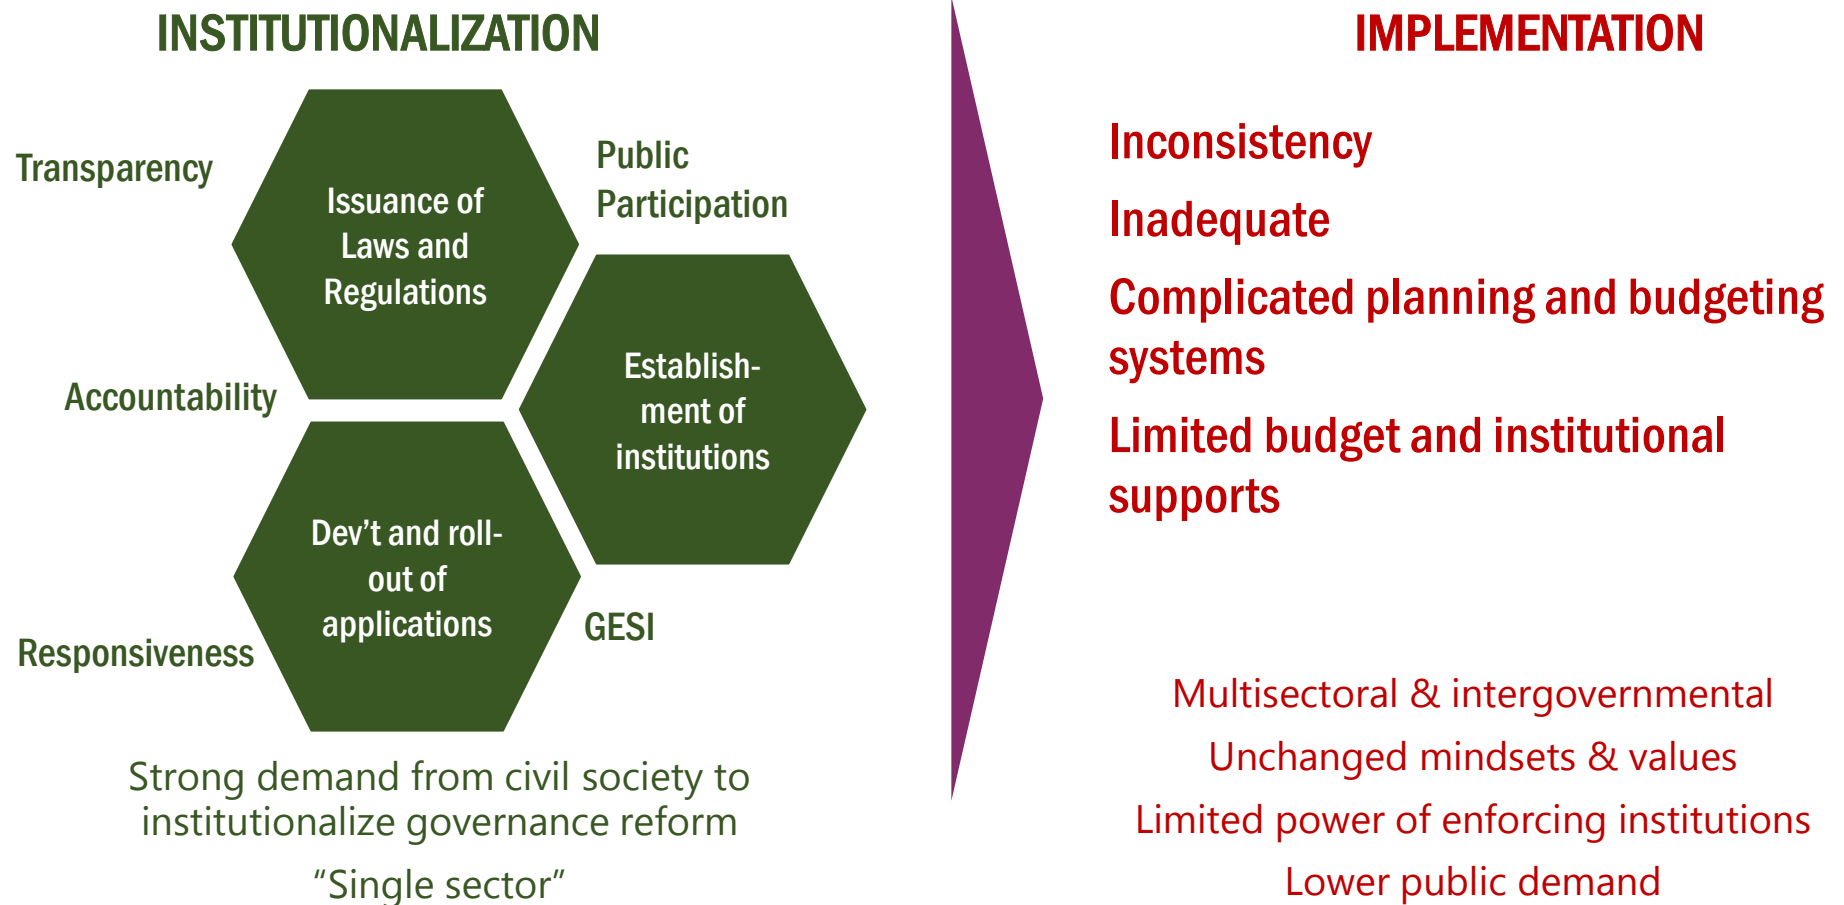 INSTITUTIONALIZATION
Transparency
Issuance of
Laws and
Regulations
Public
Participation
Accountability
Establish-
ment of
institutions
Dev’t and roll-
out of
applications
Responsiveness
GESI
Strong demand from civil society to
institutionalize governance reform
“Single sector”
IMPLEMENTATION
Inconsistency
Inadequate
Complicated planning and budgeting
systems
Limited budget and institutional
supports
Multisectoral & intergovernmental
Unchanged mindsets & values
Limited power of enforcing institutions
Lower public demand